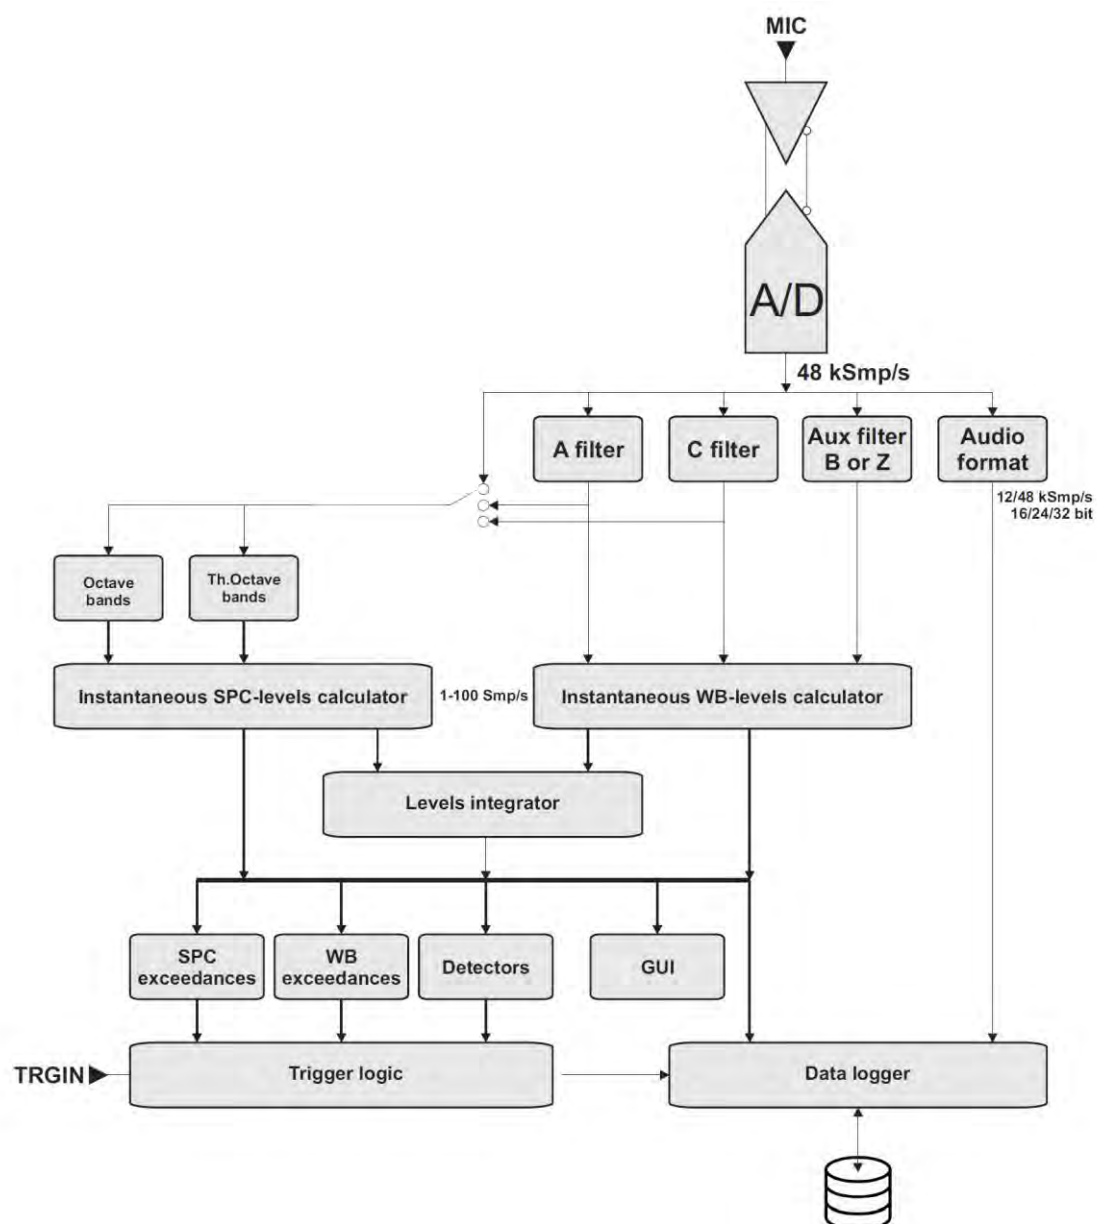 MIC
A/D
48 kSmp/s
A filter
C filter
Aux filter
B or Z
Audio
format
12/48 kSmp/s
16/24/32 bit
Octave
bands
Th.Octave
bands
Instantaneous SPC-levels calculator
1-100 Smp/s
Instantaneous WB-levels calculator
Levels integrator
SPC
exceedances
WB
exceedances
Detectors
GUI
TRGIN
Trigger logic
Data logger